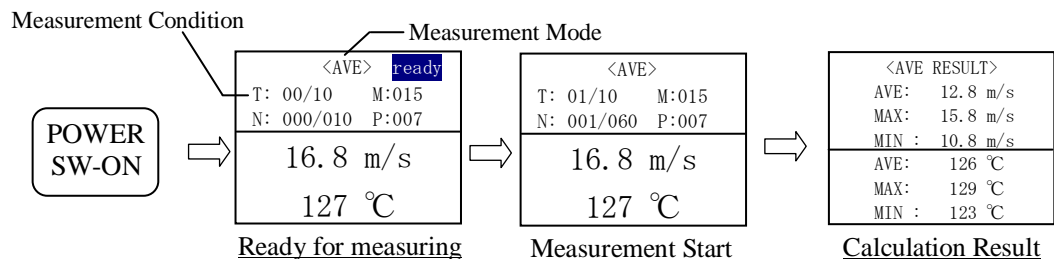 Measurement Condition
Measurement Mode
POWER
SW-ON
<AVE> ready
T: 00/10 M:015
N: 000/010 P:007
16.8 m/s
127 ℃
Ready for measuring
<AVE>
T: 01/10 M:015
N: 001/060 P:007
16.8 m/s
127 ℃
Measurement Start
<AVE RESULT>
AVE: 12.8 m/s
MAX: 15.8 m/s
MIN : 10.8 m/s
AVE: 126 ℃
MAX: 129 ℃
MIN : 123 ℃
Calculation Result